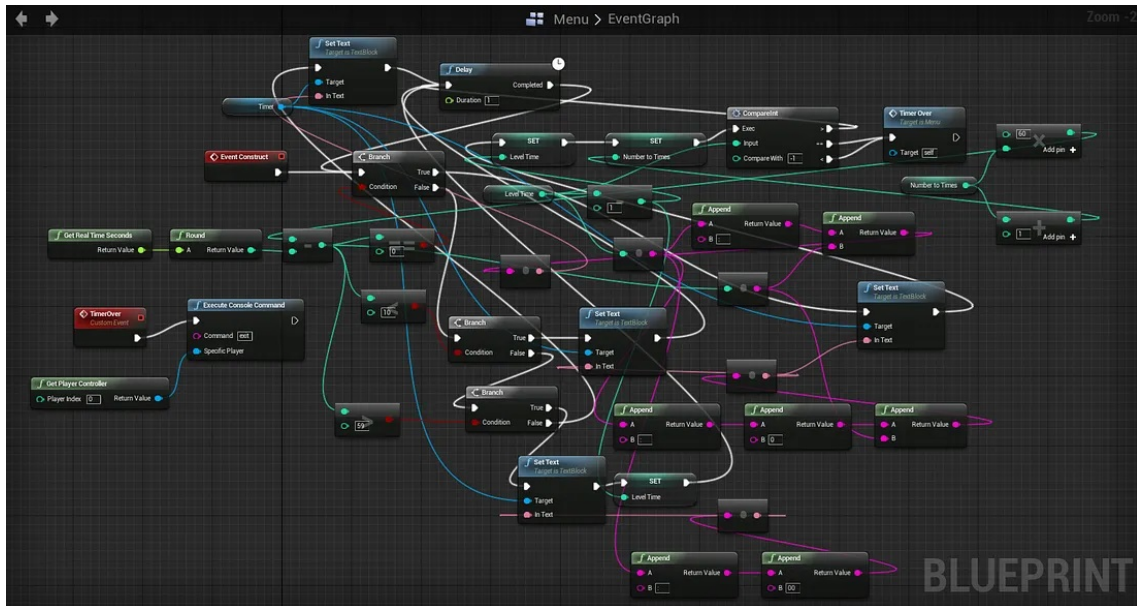 Menu > EventGraph
Zoom -2
Set Text
Target is TextBlock
Target
In Text
Delay
Completed
Duration 1
Timer
CompareInt
Exec
>
Input
==
Compare With -1
<
Timer Over
Target is Menu
Target self
60
Add pin +
SET
Level Time
SET
Number to Times
Event Construct
Branch
True
Condition
False
Level Time
1
Number to Times
1
Add pin +
Append
A
Return Value
B :
Append
A
Return Value
B
Get Real Time Seconds
Return Value
Round
A
Return Value
0
Set Text
Target is TextBlock
Target
In Text
10
TimerOver
Custom Event
Execute Console Command
Command exit
Specific Player
Branch
True
Condition
False
Set Text
Target is TextBlock
Target
In Text
Get Player Controller
Player Index 0
Return Value
Branch
True
Condition
False
59
Append
A
Return Value
B :
Append
A
Return Value
B 0
Append
A
Return Value
B
Set Text
Target is TextBlock
Target
In Text
SET
Level Time
Append
A
Return Value
B :
Append
A
Return Value
B 00
BLUEPRINT